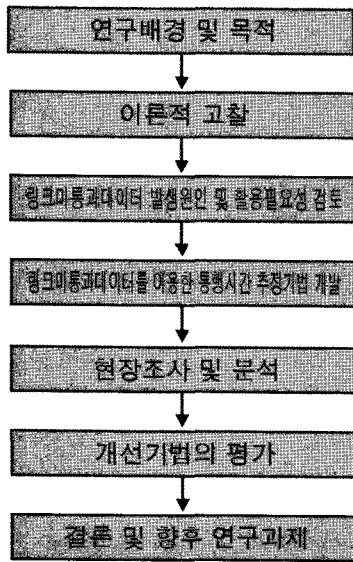 연구배경 및 목적
이론적 고찰
링크미통과데이터 발생원인 및 활용필요성 검토
링크미통과데이터를 이용한 통행시간 추정기법 개발
현장조사 및 분석
개선기법의 평가
결론 및 향후 연구과제